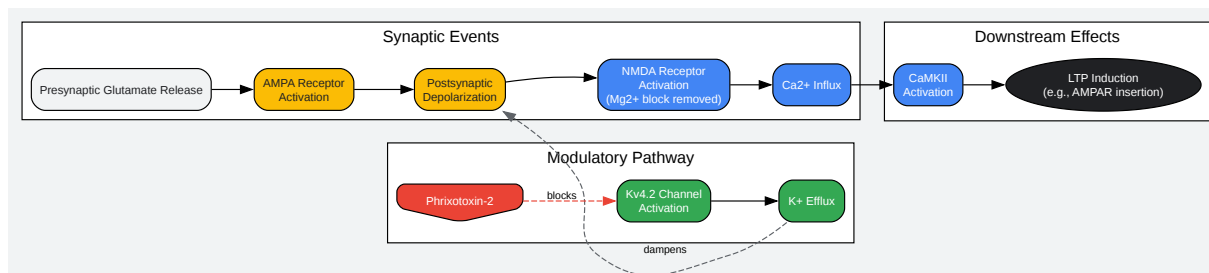 Synaptic Events
Presynaptic Glutamate Release
AMPA Receptor
Activation
Postsynaptic
Depolarization
NMDA Receptor
Activation
(Mg2+ block removed)
Ca2+ Influx
Downstream Effects
CaMKII
Activation
LTP Induction
(e.g., AMPAR insertion)
Modulatory Pathway
Phrixotoxin-2
blocks
Kv4.2 Channel
Activation
K+ Efflux
dampens